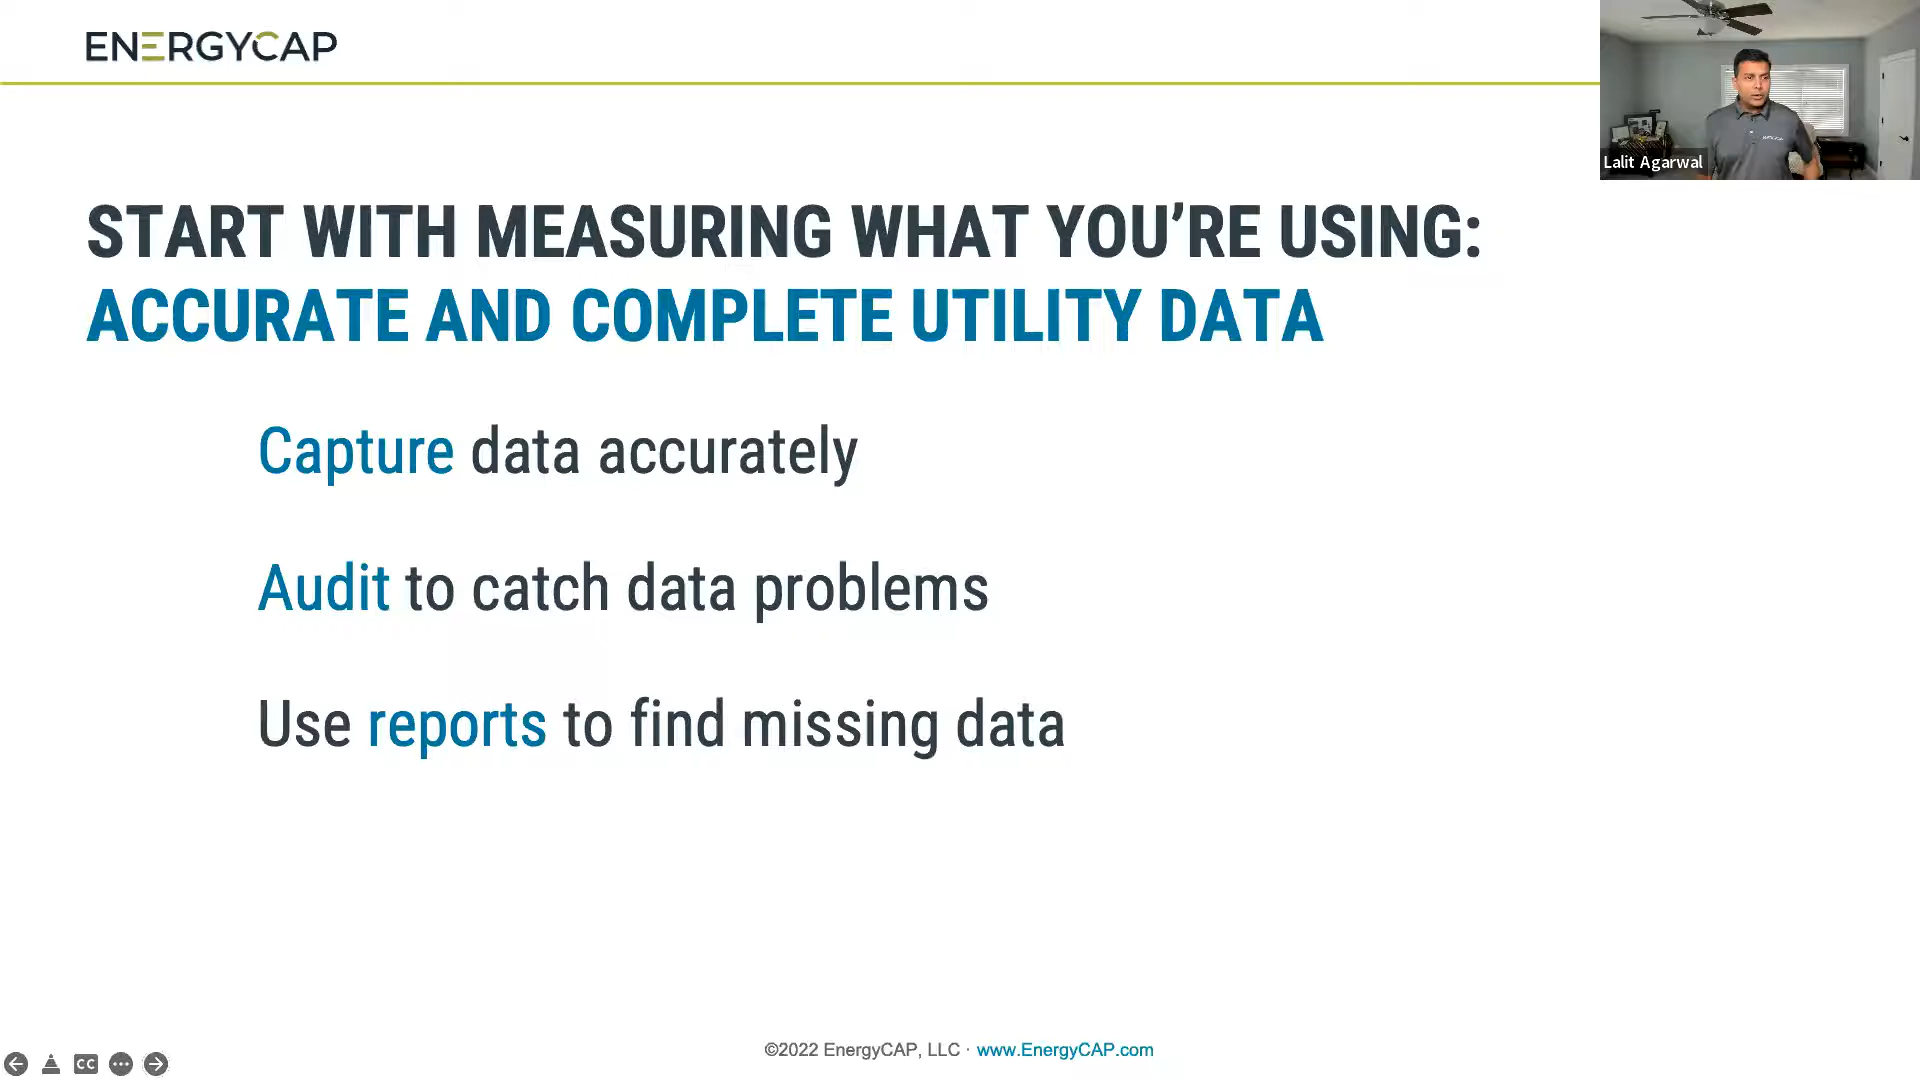 ENERGYCAP
Lalit Agarwal
START WITH MEASURING WHAT YOU’RE USING:
ACCURATE AND COMPLETE UTILITY DATA
Capture data accurately
Audit to catch data problems
Use reports to find missing data
©2022 EnergyCAP, LLC · www.EnergyCAP.com
CC